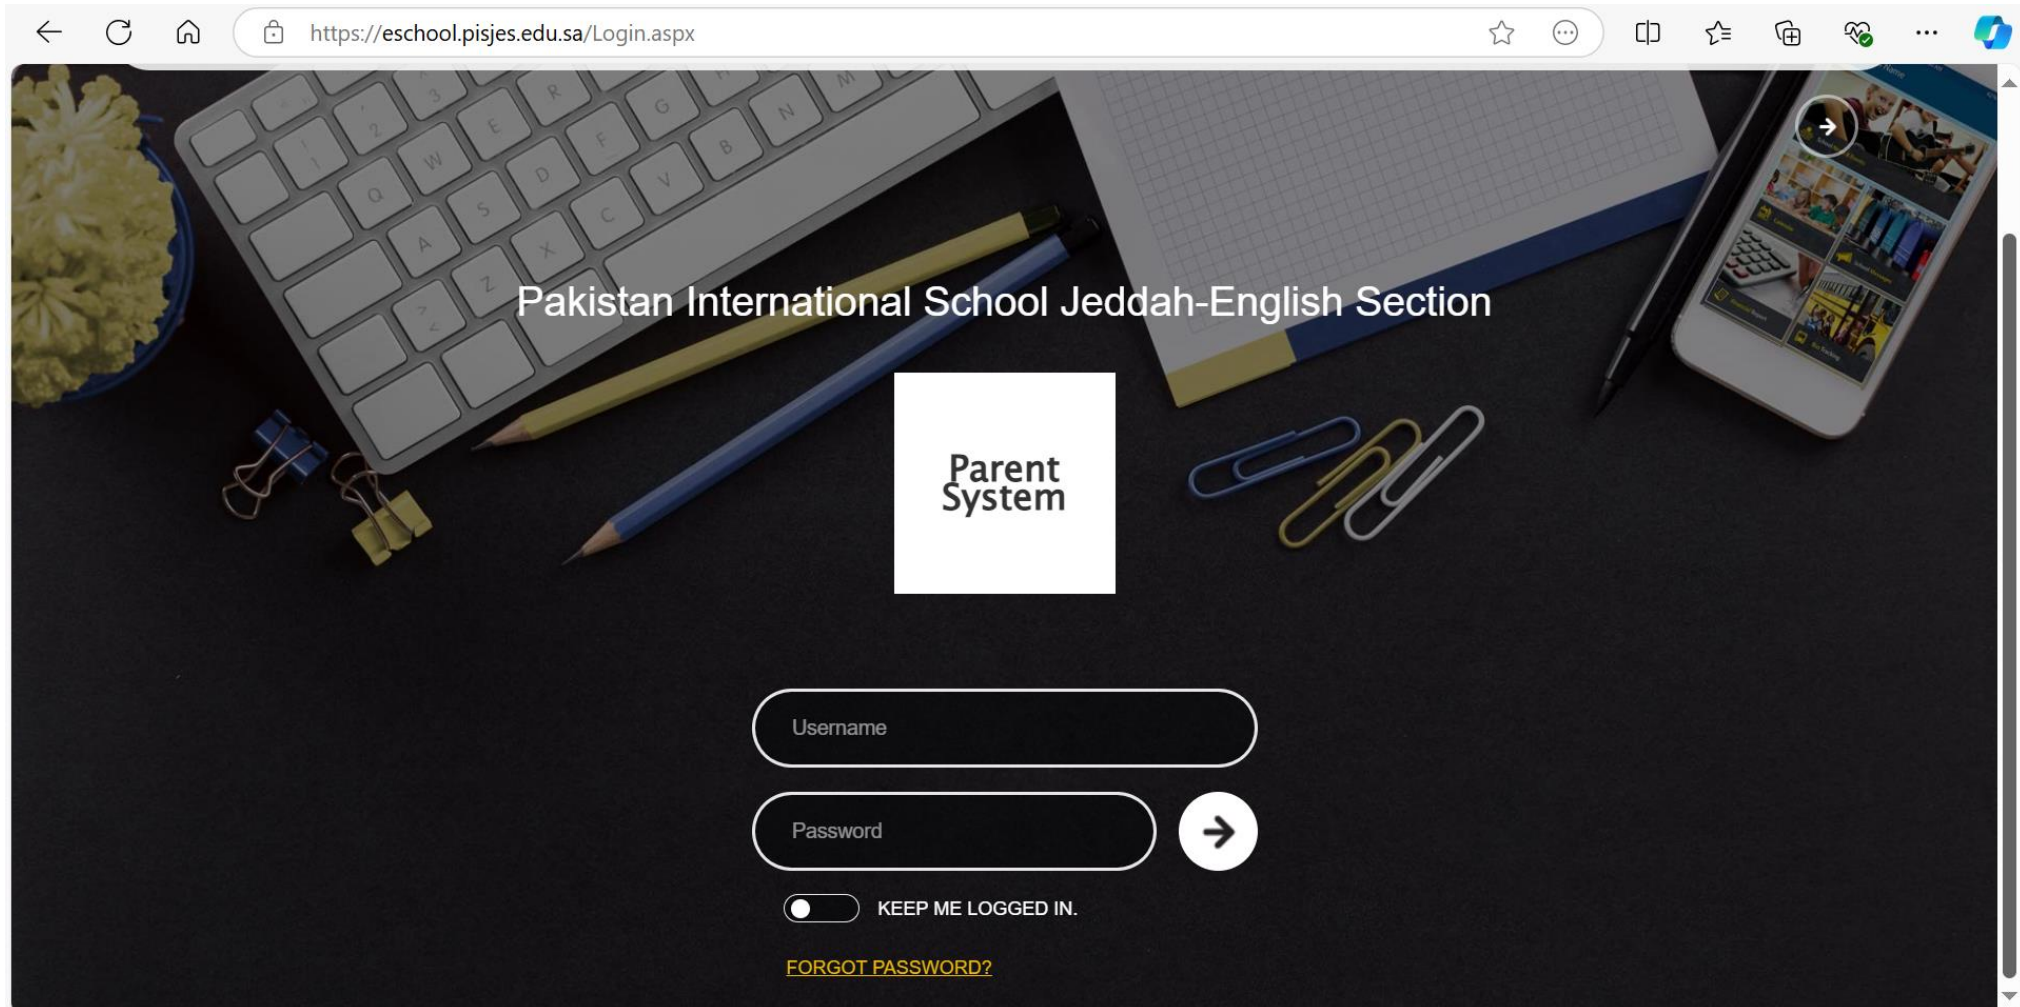 https://eschool.pisjes.edu.sa/Login.aspx
Pakistan International School Jeddah-English Section
Parent
System
Username
Password
KEEP ME LOGGED IN.
FORGOT PASSWORD?